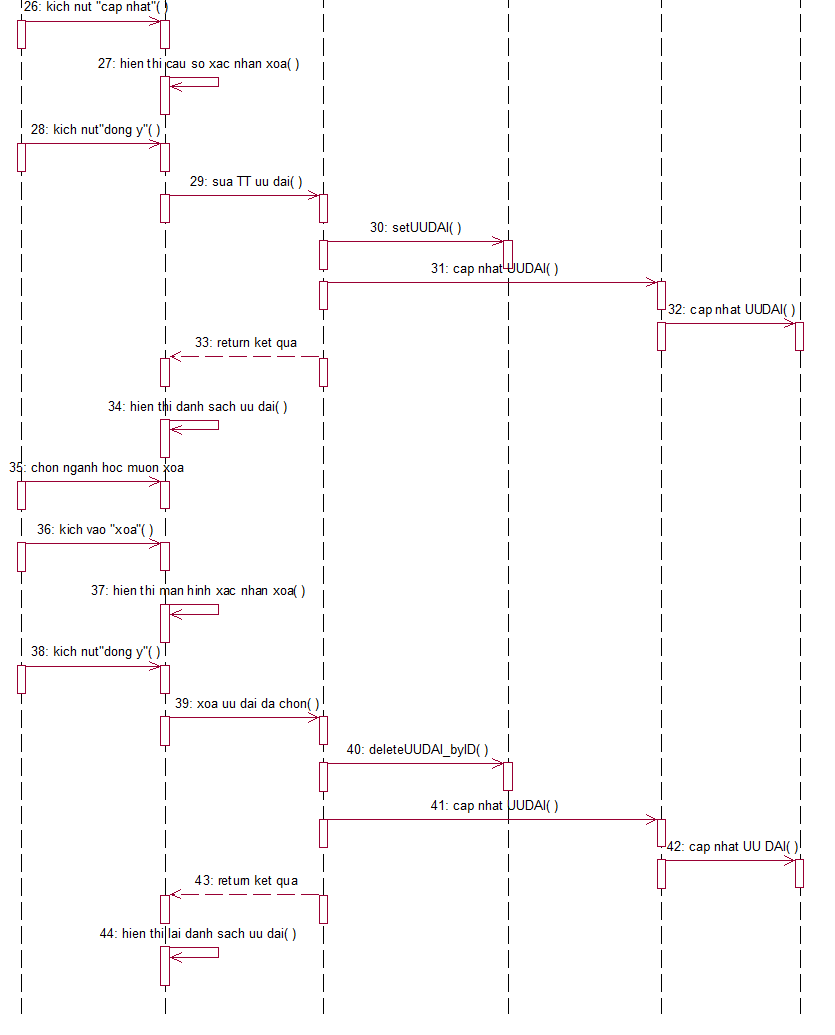 26: kich nut "cap nhat"( )
27: hien thi cau so xac nhan xoa( )
28: kich nut"dong y"( )
29: sua TT uu dai( )
30: setUUDAI( )
31: cap nhat UUDAI( )
32: cap nhat UUDAI( )
33: return ket qua
34: hien thi danh sach uu dai( )
35: chon nganh hoc muon xoa
36: kich vao "xoa"( )
37: hien thi man hinh xac nhan xoa( )
38: kich nut"dong y"( )
39: xoa uu dai da chon( )
40: deleteUUDAI_byID( )
41: cap nhat UUDAI( )
42: cap nhat UU DAI( )
43: return ket qua
44: hien thi lai danh sach uu dai( )